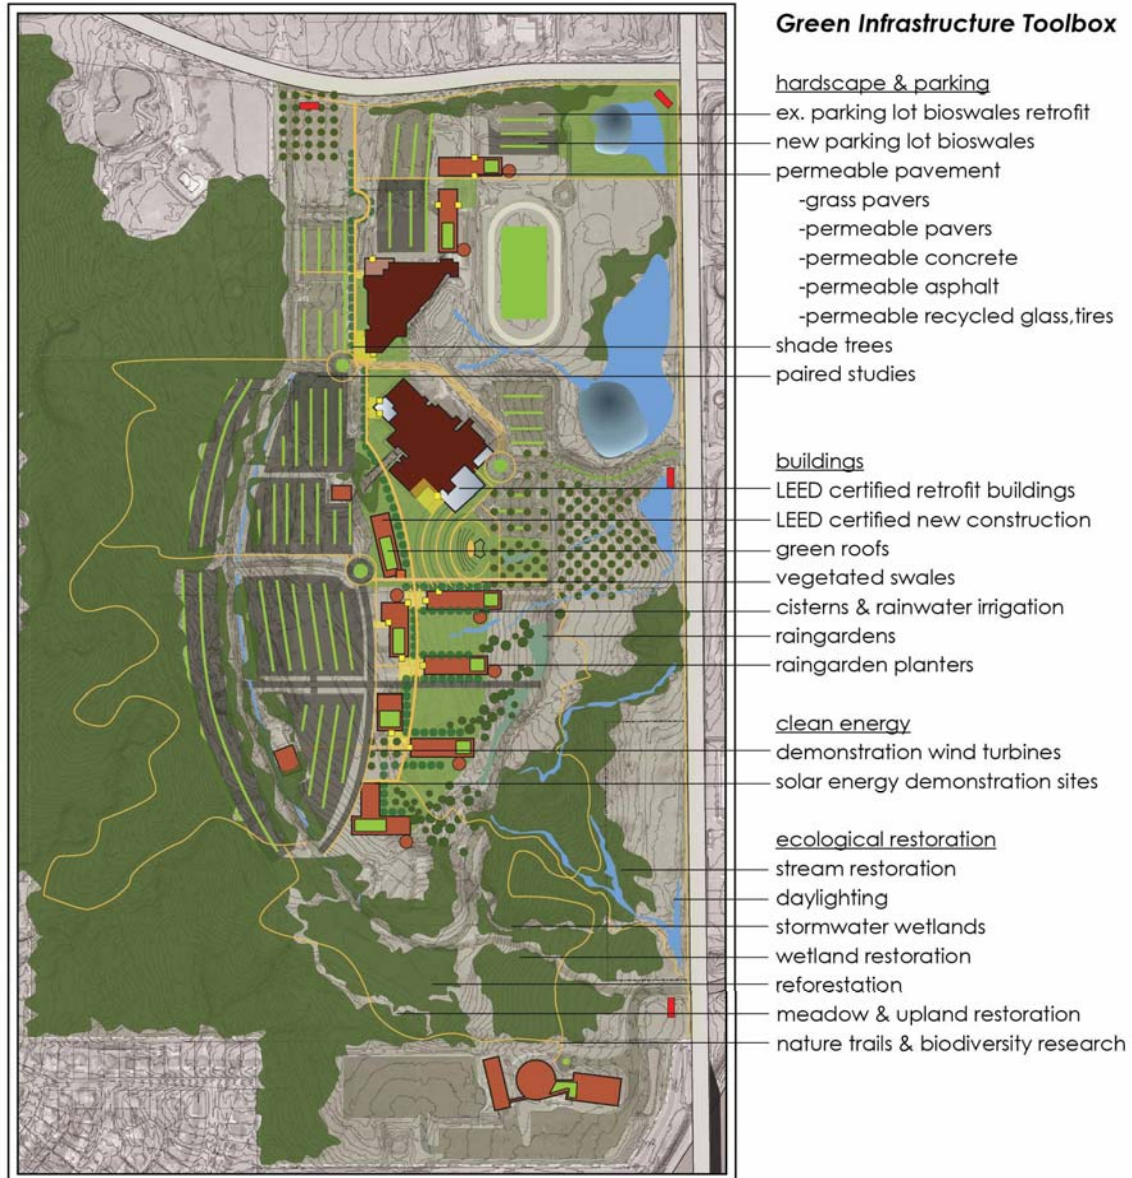 Green Infrastructure Toolbox
hardscape & parking
ex. parking lot bioswales retrofit
new parking lot bioswales
permeable pavement
-grass pavers
-permeable pavers
-permeable concrete
-permeable asphalt
-permeable recycled glass,tires
shade trees
paired studies
buildings
LEED certified retrofit buildings
LEED certified new construction
green roofs
vegetated swales
cisterns & rainwater irrigation
raingardens
raingarden planters
clean energy
demonstration wind turbines
solar energy demonstration sites
ecological restoration
stream restoration
daylighting
stormwater wetlands
wetland restoration
reforestation
meadow & upland restoration
nature trails & biodiversity research